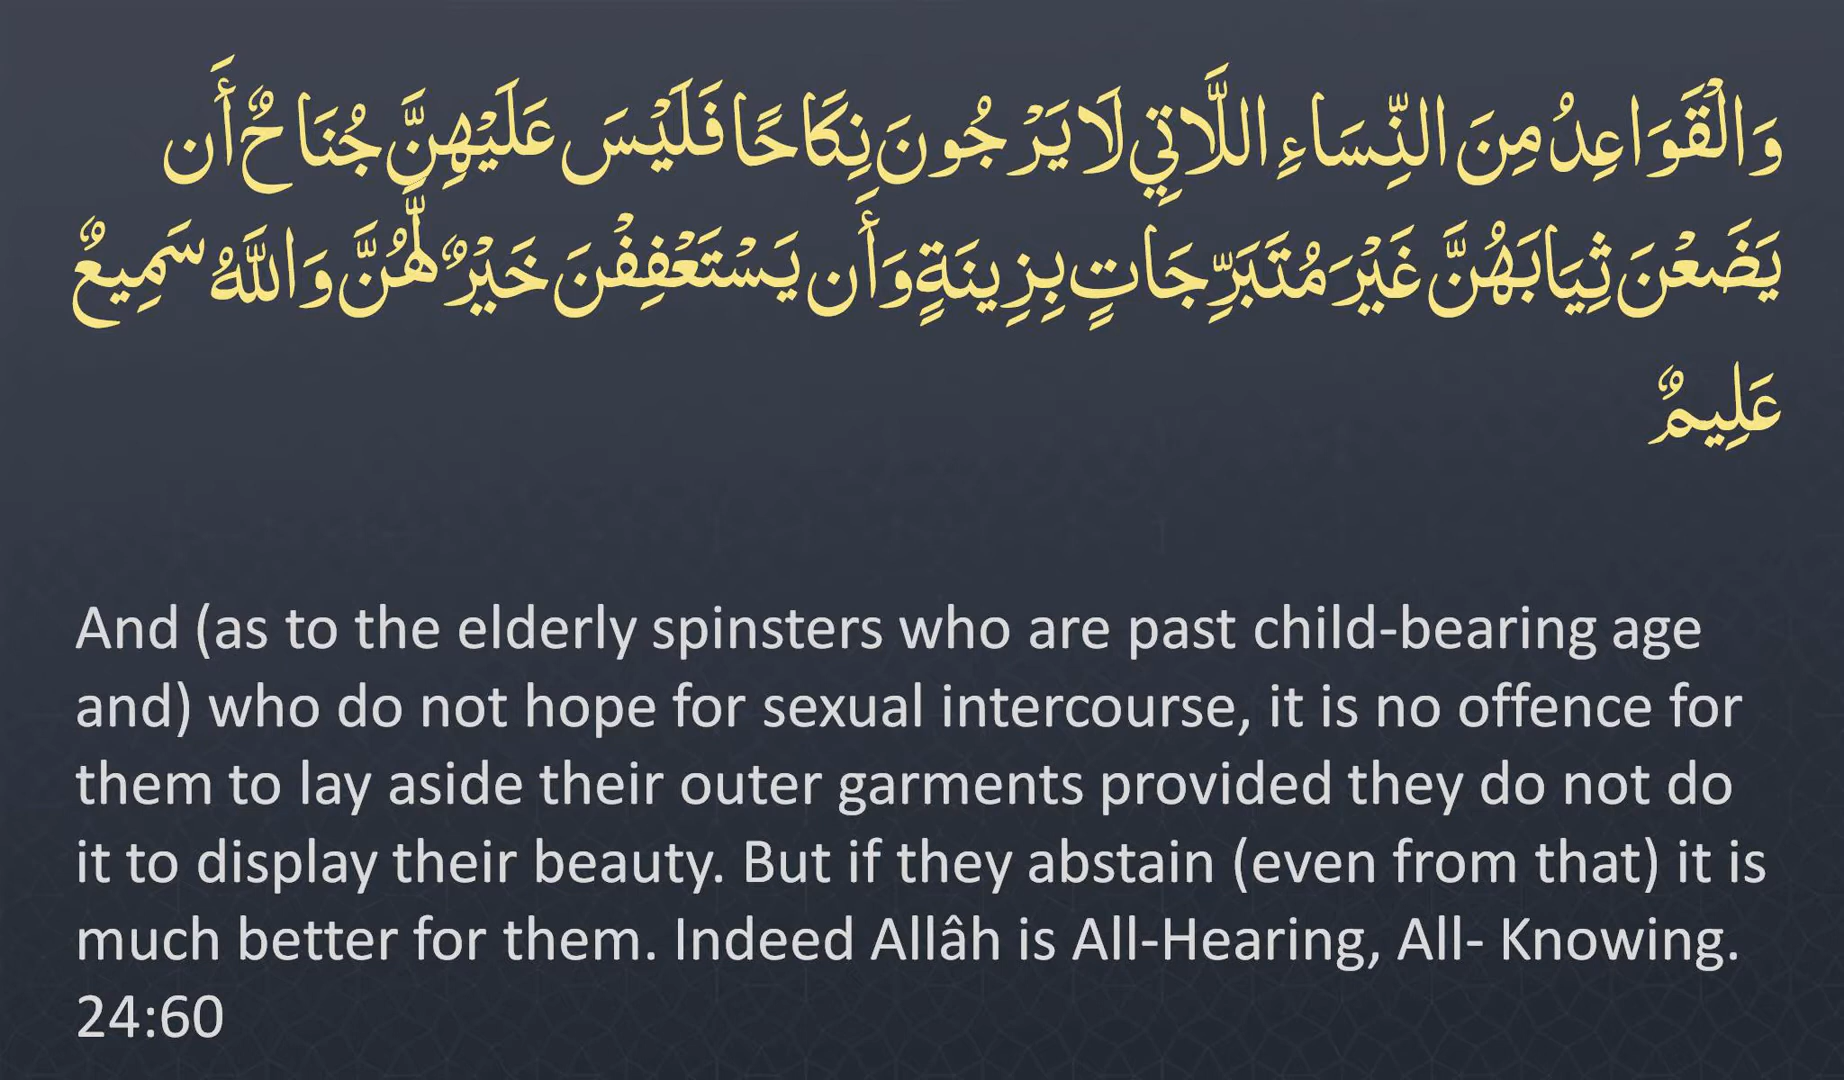 وَالْقَوَاعِدُ مِنَ النِّسَاءِ اللَّاتِي لَا يَرْجُونَ نِكَاحًا فَلَيْسَ عَلَيْهِنَّ جُنَاحٌ أَن
يَضَعْنَ ثِيَابَهُنَّ غَيْرَ مُتَبَرِّجَاتٍ بِزِينَةٍ وَأَن يَسْتَعْفِفْنَ خَيْرٌ لَّهُنَّ وَاللَّهُ سَمِيعٌ
عَلِيمٌ
And (as to the elderly spinsters who are past child-bearing age
and) who do not hope for sexual intercourse, it is no offence for
them to lay aside their outer garments provided they do not do
it to display their beauty. But if they abstain (even from that) it is
much better for them. Indeed Allâh is All-Hearing, All- Knowing.
24:60